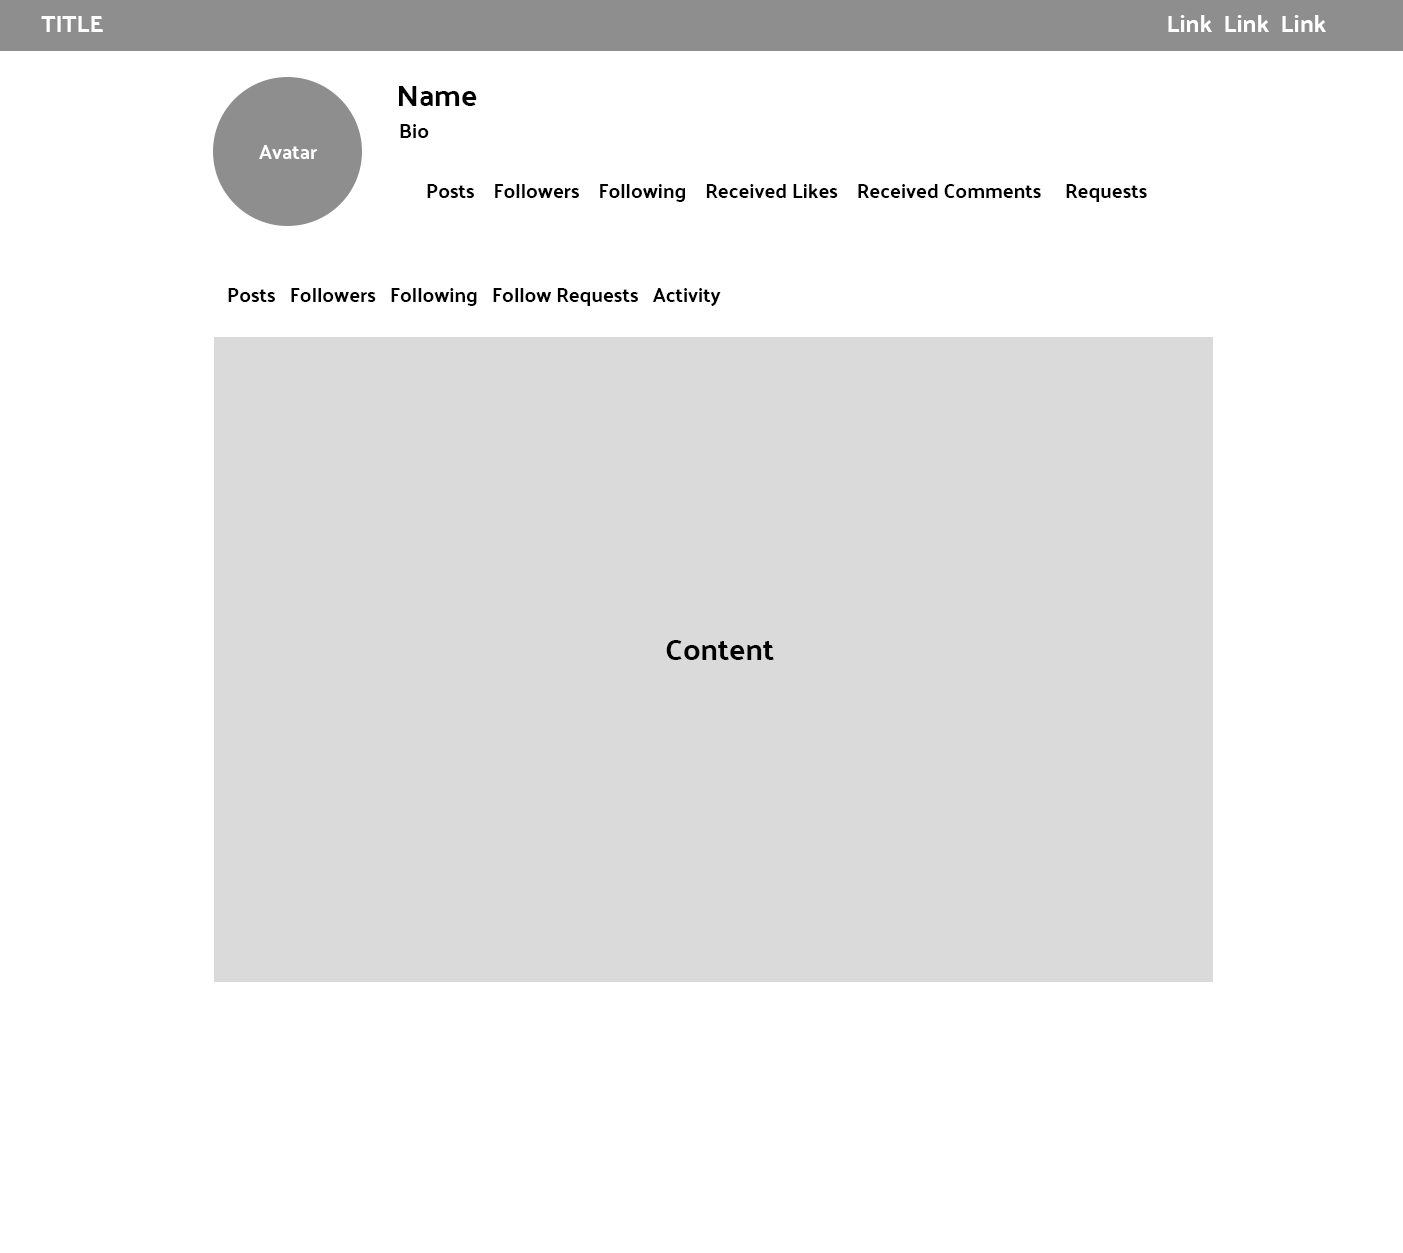 TITLE Link Link Link
Name
Bio
Avatar
Posts Followers Following Received Likes Received Comments Requests
Posts Followers Following Follow Requests Activity
Content